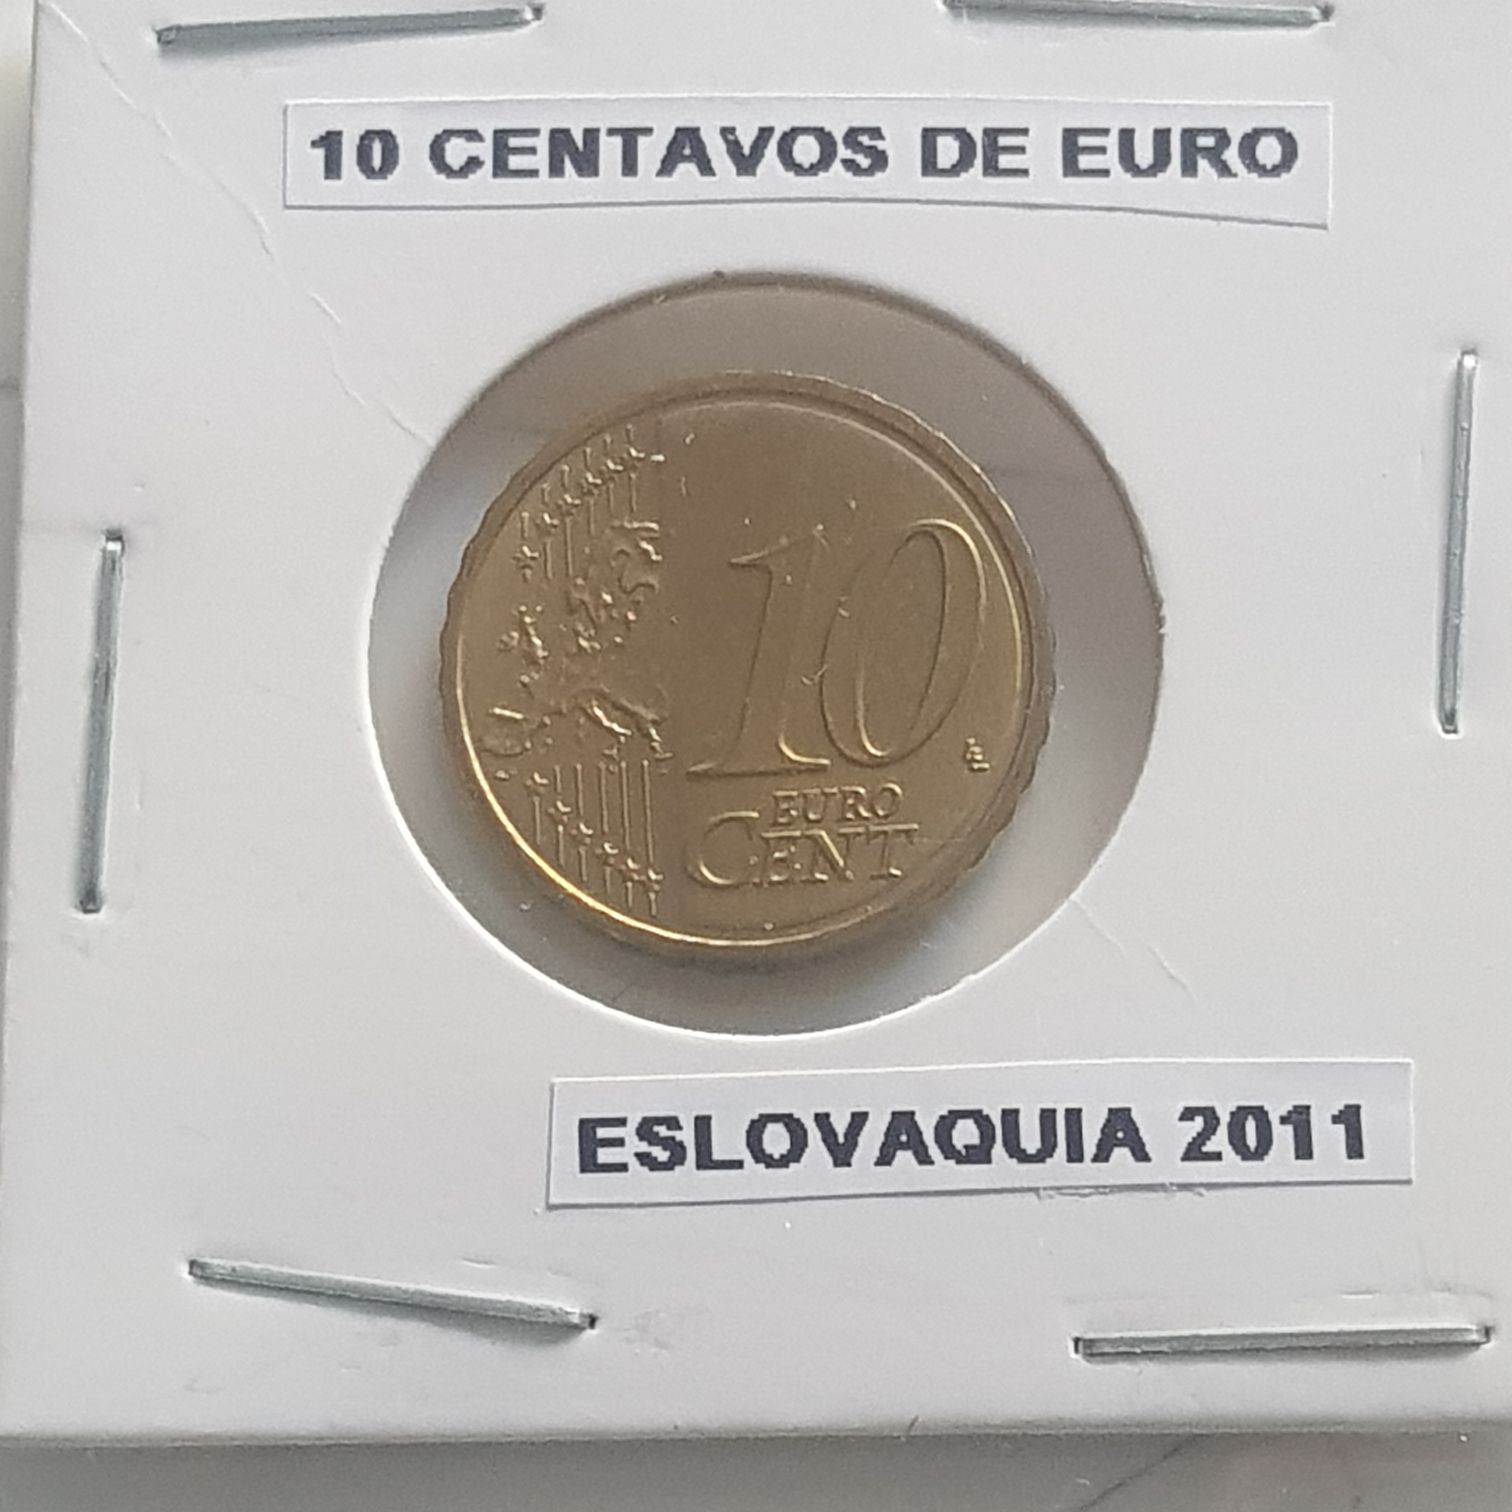 10 CENTAVOS DE EURO
10
EURO
CENT
ESLOVAQUIA 2011